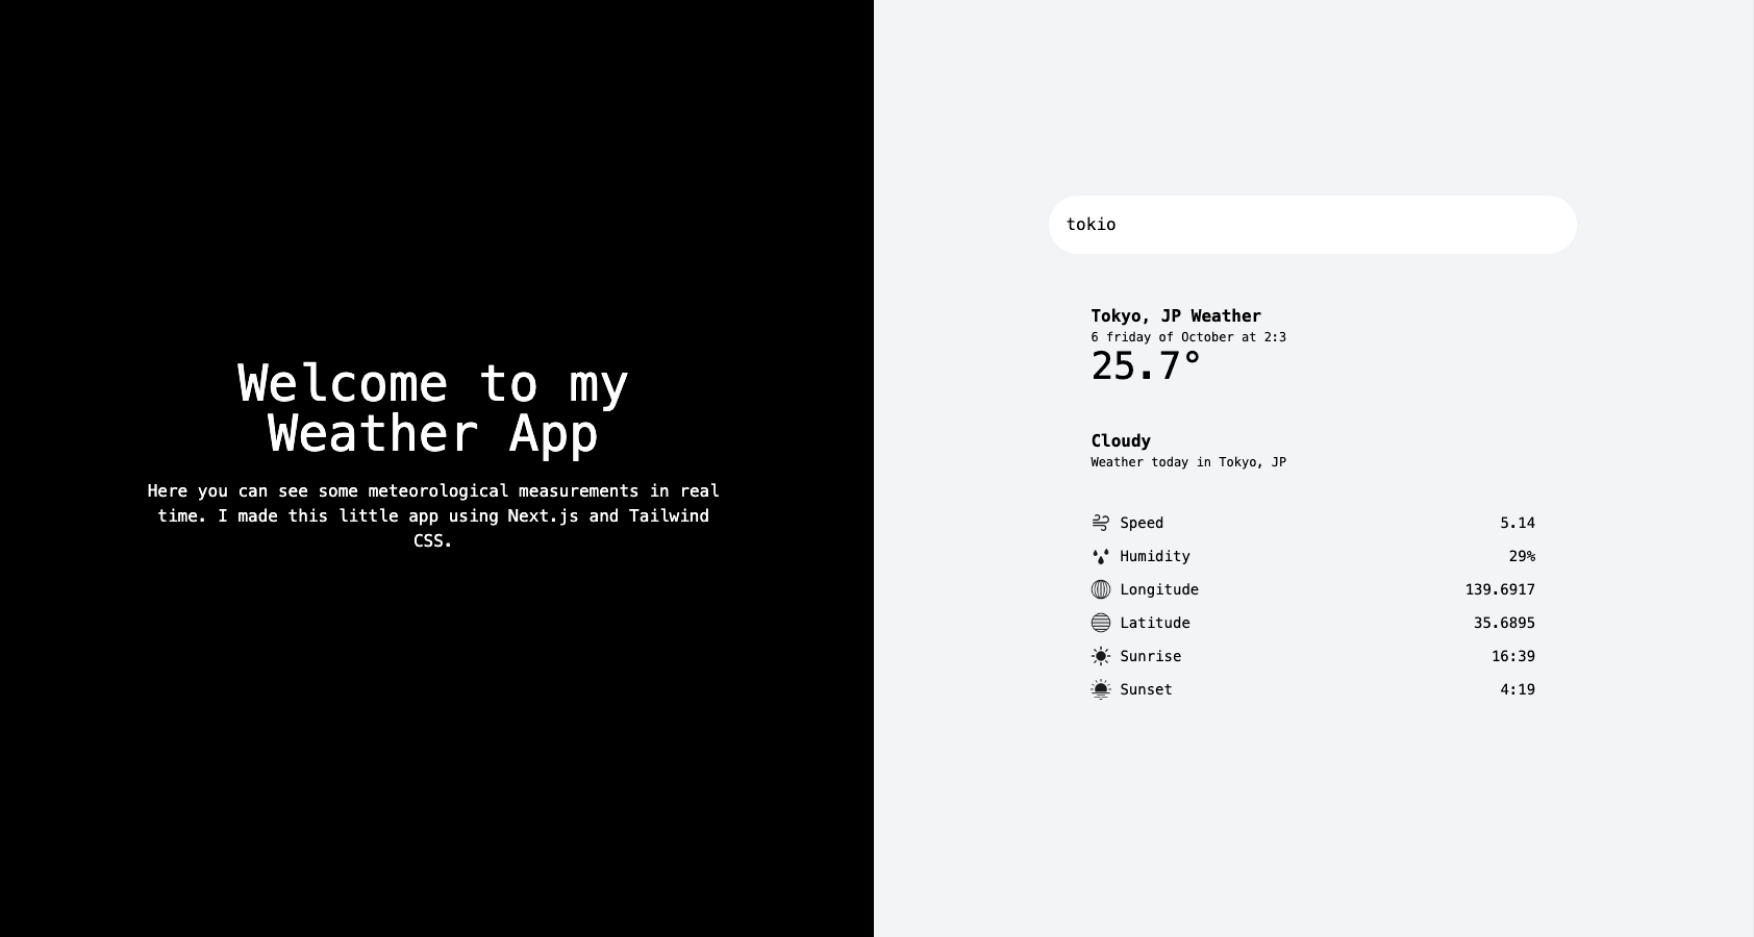 Welcome to my
Weather App
Here you can see some meteorological measurements in real
time. I made this little app using Next.js and Tailwind
CSS.
tokio
Tokyo, JP Weather
6 friday of October at 2:3
25.7°
Cloudy
Weather today in Tokyo, JP
Speed 5.14
Humidity 29%
Longitude 139.6917
Latitude 35.6895
Sunrise 16:39
Sunset 4:19